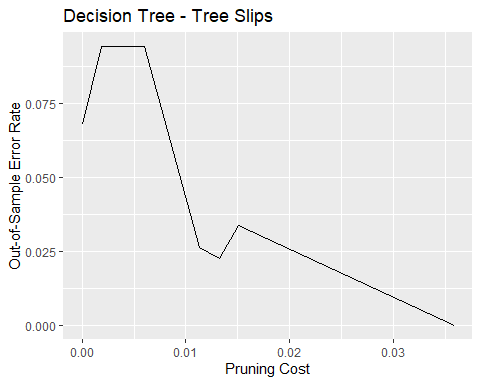 Decision Tree - Tree Slips
Out-of-Sample Error Rate
0.075
0.050
0.025
0.000
0.00 0.01 0.02 0.03
Pruning Cost